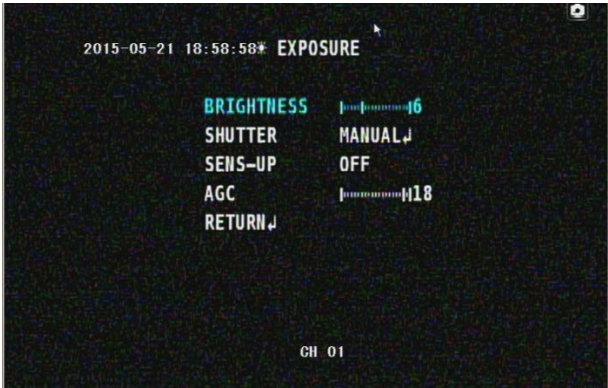 2015-05-21 18:58:58☀ EXPOSURE
BRIGHTNESS 6
SHUTTER MANUAL↲
SENS-UP OFF
AGC 18
RETURN↲
CH 01